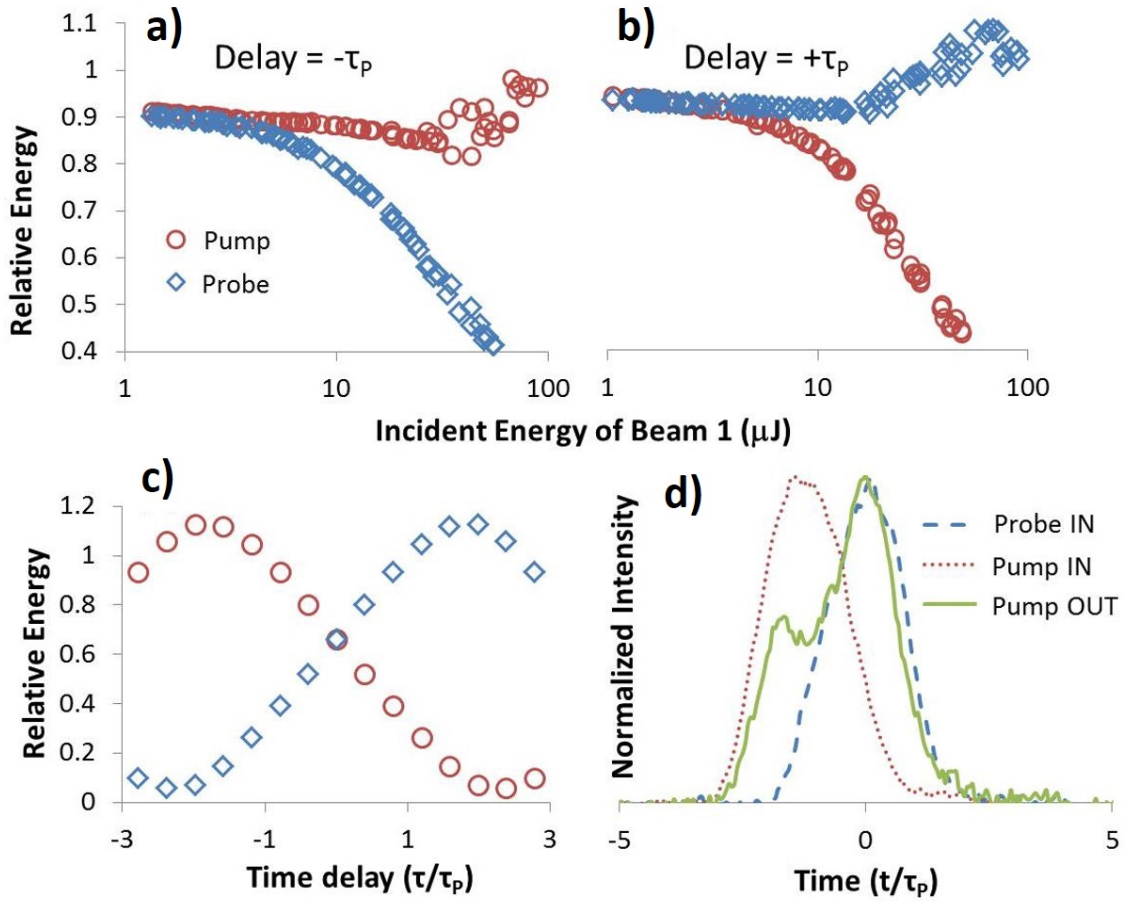 a)
Delay = -τP
b)
Delay = +τP
Relative Energy
1.1
1
0.9
0.8
0.7
0.6
0.5
0.4
Pump
Probe
1
10
100
1
10
100
Incident Energy of Beam 1 (μJ)
c)
Relative Energy
1.2
1
0.8
0.6
0.4
0.2
0
-3
-1
1
3
Time delay (τ/τP)
d)
Normalized Intensity
Probe IN
Pump IN
Pump OUT
-5
0
5
Time (t/τP)